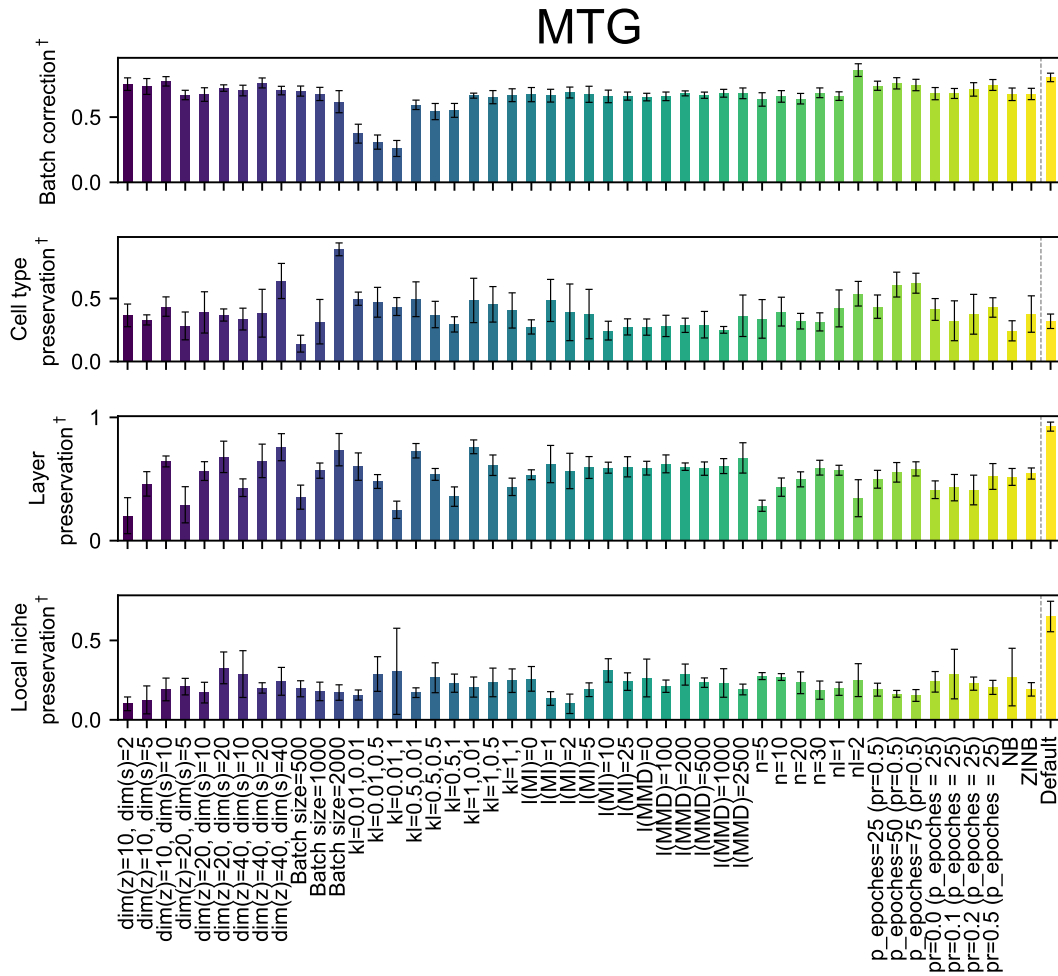 MTG
Batch correction†
0.5
0.0
Cell type
preservation†
0.5
0.0
Layer
preservation†
1
0
Local niche
preservation†
0.5
0.0
dim(z)=10, dim(s)=2
dim(z)=10, dim(s)=5
dim(z)=10, dim(s)=10
dim(z)=20, dim(s)=5
dim(z)=20, dim(s)=10
dim(z)=20, dim(s)=20
dim(z)=40, dim(s)=10
dim(z)=40, dim(s)=20
dim(z)=40, dim(s)=40
Batch size=500
Batch size=1000
Batch size=2000
kl=0.01,0.01
kl=0.01,0.5
kl=0.01,1
kl=0.5,0.01
kl=0.5,0.5
kl=0.5,1
kl=1,0.01
kl=1,0.5
kl=1,1
l(MI)=0
l(MI)=1
l(MI)=2
l(MI)=5
l(MI)=10
l(MI)=25
l(MMD)=0
l(MMD)=100
l(MMD)=200
l(MMD)=500
l(MMD)=1000
l(MMD)=2500
n=5
n=10
n=20
n=30
nl=1
nl=2
p_epoches=25 (pr=0.5)
p_epoches=50 (pr=0.5)
p_epoches=75 (pr=0.5)
pr=0.0 (p_epoches = 25)
pr=0.1 (p_epoches = 25)
pr=0.2 (p_epoches = 25)
pr=0.5 (p_epoches = 25)
NB
ZINB
Default